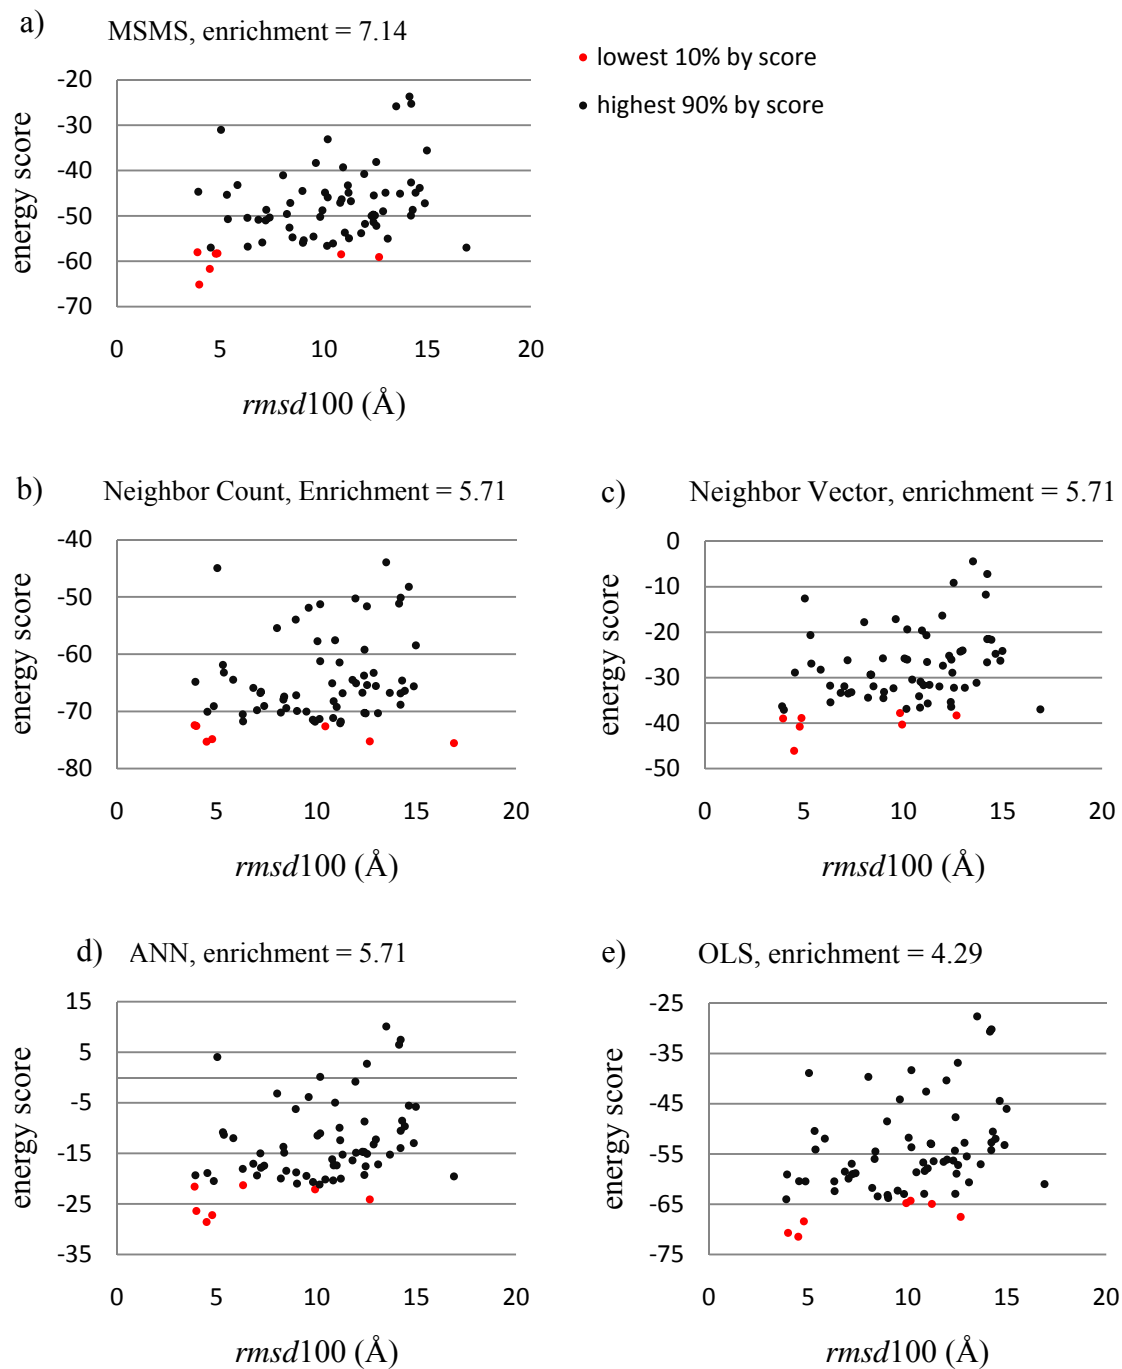 a)
MSMS, enrichment = 7.14
lowest 10% by score
highest 90% by score
energy score
-20
-30
-40
-50
-60
-70
0 5 10 15 20
rmsd100 (Å)
b)
Neighbor Count, Enrichment = 5.71
energy score
-40
-50
-60
-70
-80
0 5 10 15 20
rmsd100 (Å)
c)
Neighbor Vector, enrichment = 5.71
energy score
0
-10
-20
-30
-40
-50
0 5 10 15 20
rmsd100 (Å)
d)
ANN, enrichment = 5.71
energy score
15
5
-5
-15
-25
-35
0 5 10 15 20
rmsd100 (Å)
e)
OLS, enrichment = 4.29
energy score
-25
-35
-45
-55
-65
-75
0 5 10 15 20
rmsd100 (Å)